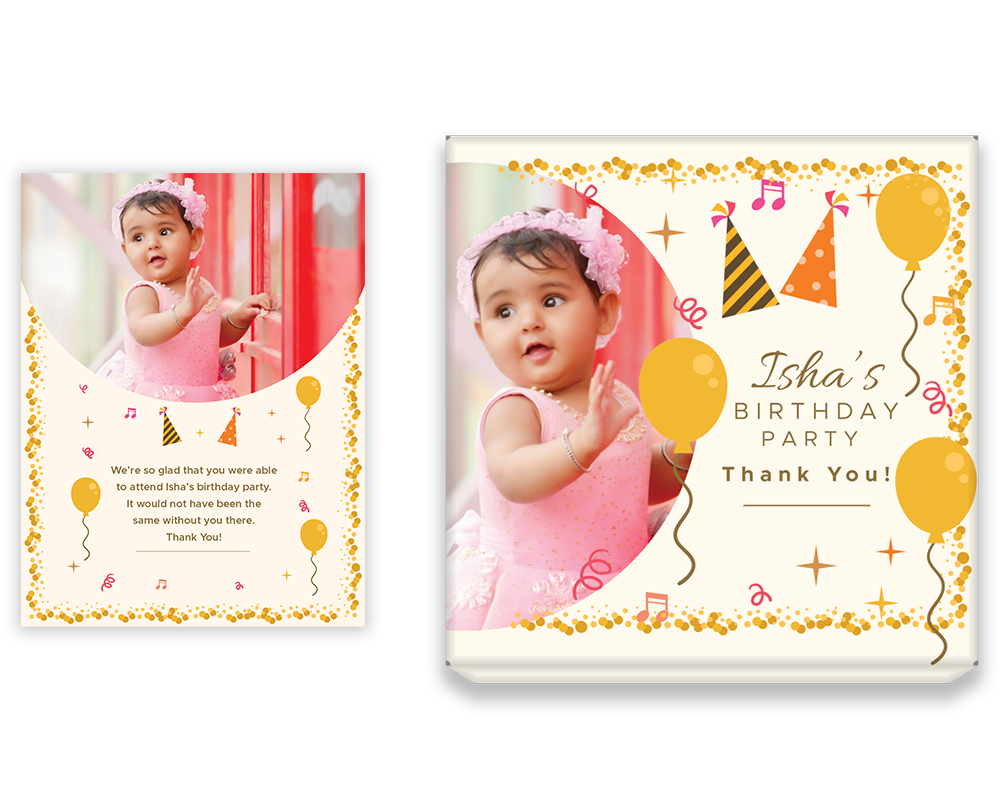 We're so glad that you were able
to attend Isha's birthday party.
It would not have been the
same without you there.
Thank You!
Isha's
BIRTHDAY
PARTY
Thank You!